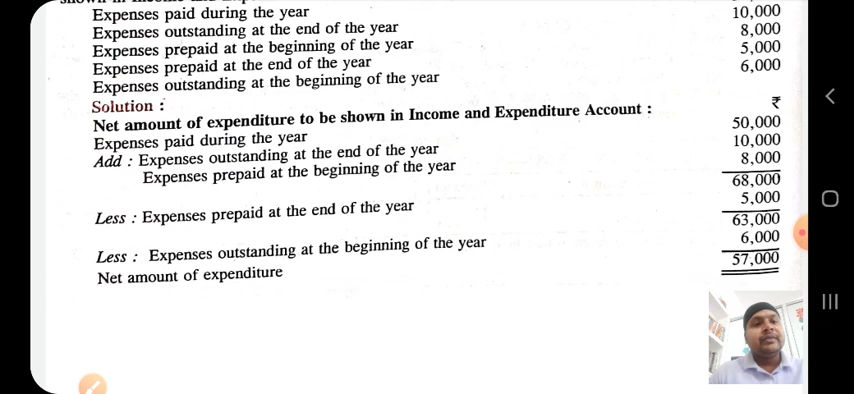 Expenses paid during the year
Expenses outstanding at the end of the year 10,000
Expenses prepaid at the beginning of the year 8,000
Expenses prepaid at the end of the year 5,000
Expenses outstanding at the beginning of the year 6,000
Solution :
Net amount of expenditure to be shown in Income and Expenditure Account : ₹
Expenses paid during the year 50,000
Add : Expenses outstanding at the end of the year 10,000
Expenses prepaid at the beginning of the year 8,000
68,000
Less : Expenses prepaid at the end of the year 5,000
63,000
Less : Expenses outstanding at the beginning of the year 6,000
Net amount of expenditure 57,000